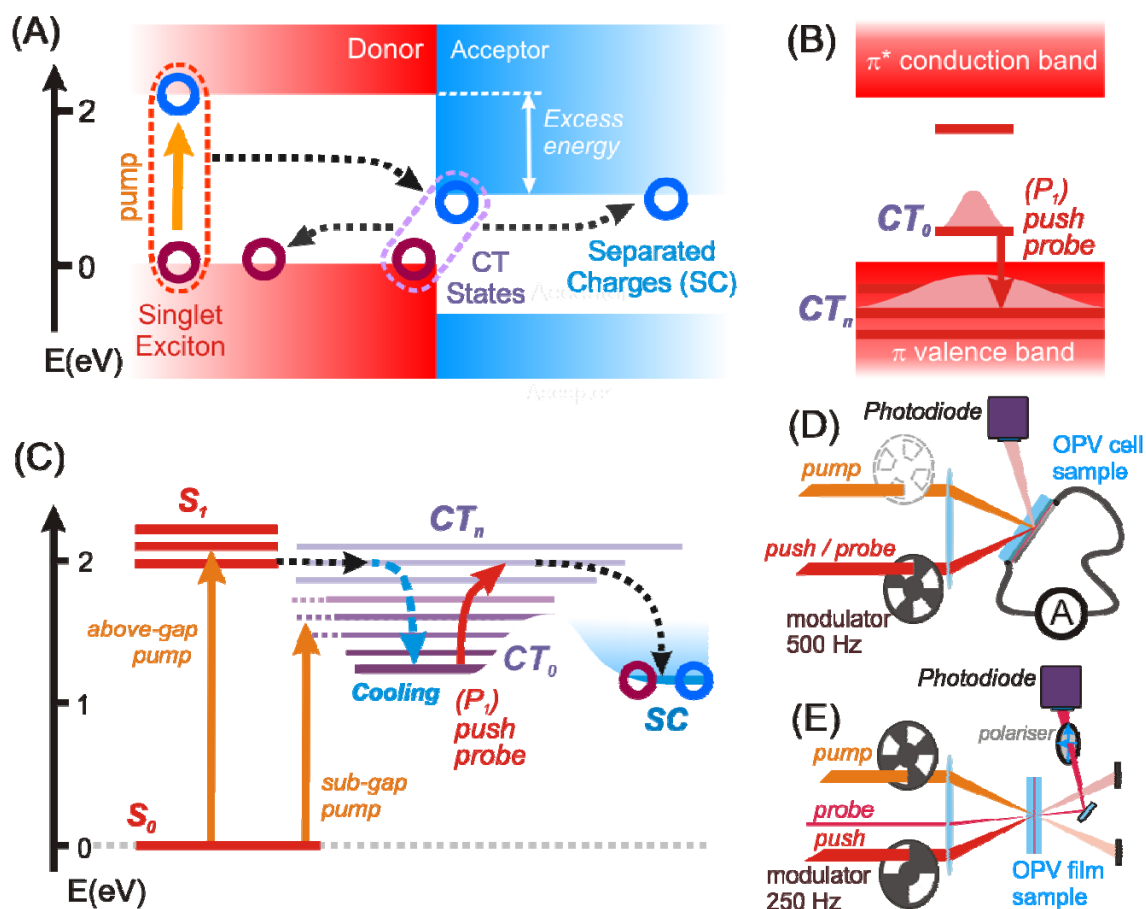 (A)
Donor
Acceptor
2
pump
Excess
energy
0
CT
States
Separated
Charges (SC)
Singlet
Exciton
Acceptor
E(eV)
Acceptor
(B)
π* conduction band
(P₁)
push
probe
CT₀
CTₙ
π valence band
(C)
S₁
CTₙ
2
above-gap
pump
CT₀
Cooling
(P₁)
push
probe
SC
1
sub-gap
pump
S₀
0
E(eV)
(D)
Photodiode
OPV cell
sample
pump
push / probe
modulator
500 Hz
A
(E)
Photodiode
polariser
pump
probe
push
modulator
250 Hz
OPV film
sample